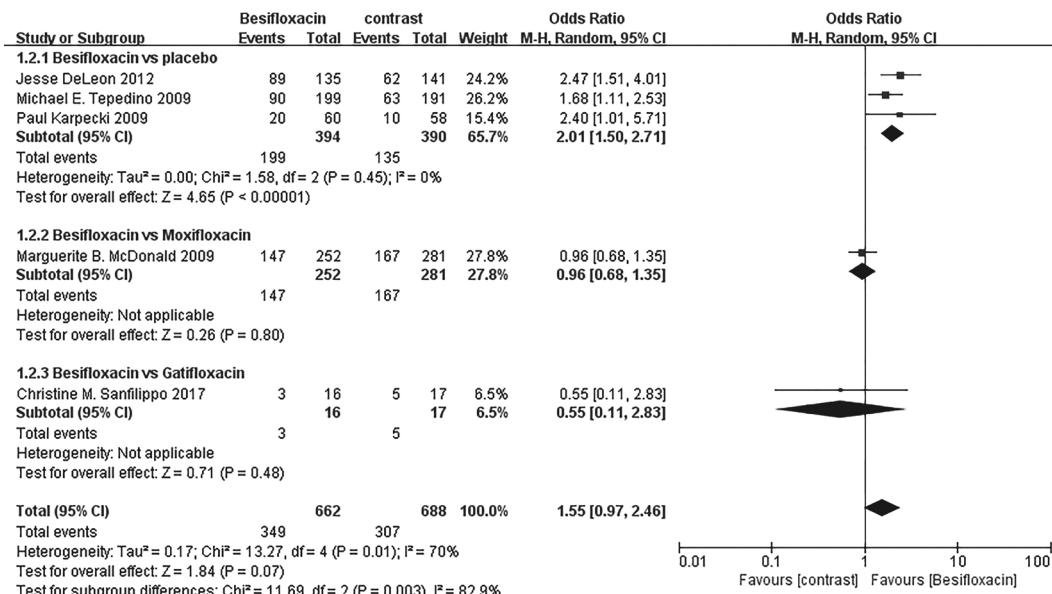 Besifloxacin contrast Odds Ratio Odds Ratio
Study or Subgroup Events Total Events Total Weight M-H, Random, 95% CI M-H, Random, 95% CI
1.2.1 Besifloxacin vs placebo
Jesse DeLeon 2012 89 135 62 141 24.2% 2.47 [1.51, 4.01]
Michael E. Tepedino 2009 90 199 63 191 26.2% 1.68 [1.11, 2.53]
Paul Karpecki 2009 20 60 10 58 15.4% 2.40 [1.01, 5.71]
Subtotal (95% CI) 394 390 65.7% 2.01 [1.50, 2.71]
Total events 199 135
Heterogeneity: Tau² = 0.00; Chi² = 1.58, df = 2 (P = 0.45); I² = 0%
Test for overall effect: Z = 4.65 (P < 0.00001)
1.2.2 Besifloxacin vs Moxifloxacin
Marguerite B. McDonald 2009 147 252 167 281 27.8% 0.96 [0.68, 1.35]
Subtotal (95% CI) 252 281 27.8% 0.96 [0.68, 1.35]
Total events 147 167
Heterogeneity: Not applicable
Test for overall effect: Z = 0.26 (P = 0.80)
1.2.3 Besifloxacin vs Gatifloxacin
Christine M. Sanfilippo 2017 3 16 5 17 6.5% 0.55 [0.11, 2.83]
Subtotal (95% CI) 16 17 6.5% 0.55 [0.11, 2.83]
Total events 3 5
Heterogeneity: Not applicable
Test for overall effect: Z = 0.71 (P = 0.48)
Total (95% CI) 662 688 100.0% 1.55 [0.97, 2.46]
Total events 349 307
Heterogeneity: Tau² = 0.17; Chi² = 13.27, df = 4 (P = 0.01); I² = 70%
Test for overall effect: Z = 1.84 (P = 0.07)
Test for subgroup differences: Chi² = 11.69, df = 2 (P = 0.003), I² = 82.9%
0.01 0.1 1 10 100
Favours [contrast] Favours [Besifloxacin]